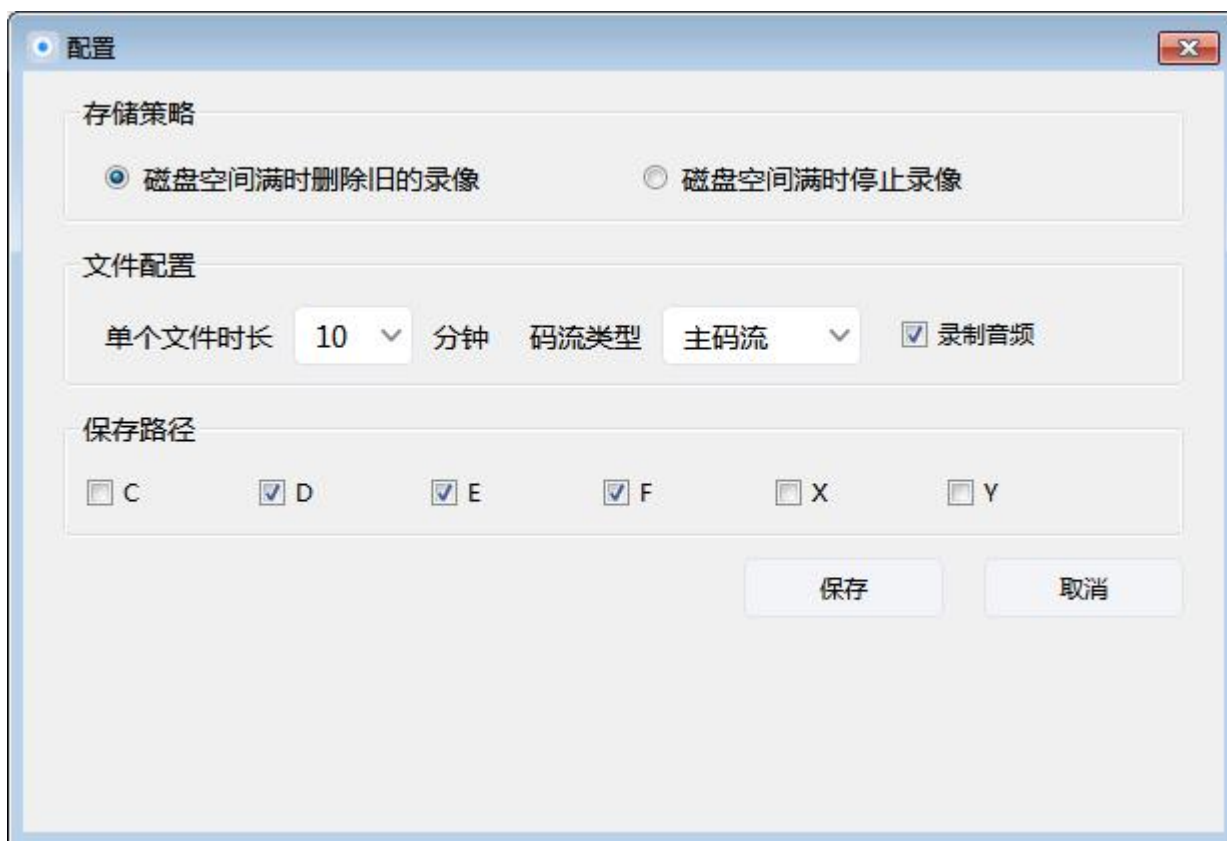 配置
存储策略
磁盘空间满时删除旧的录像 磁盘空间满时停止录像
文件配置
单个文件时长 10 分钟 码流类型 主码流 录制音频
保存路径
C D E F X Y
保存 取消